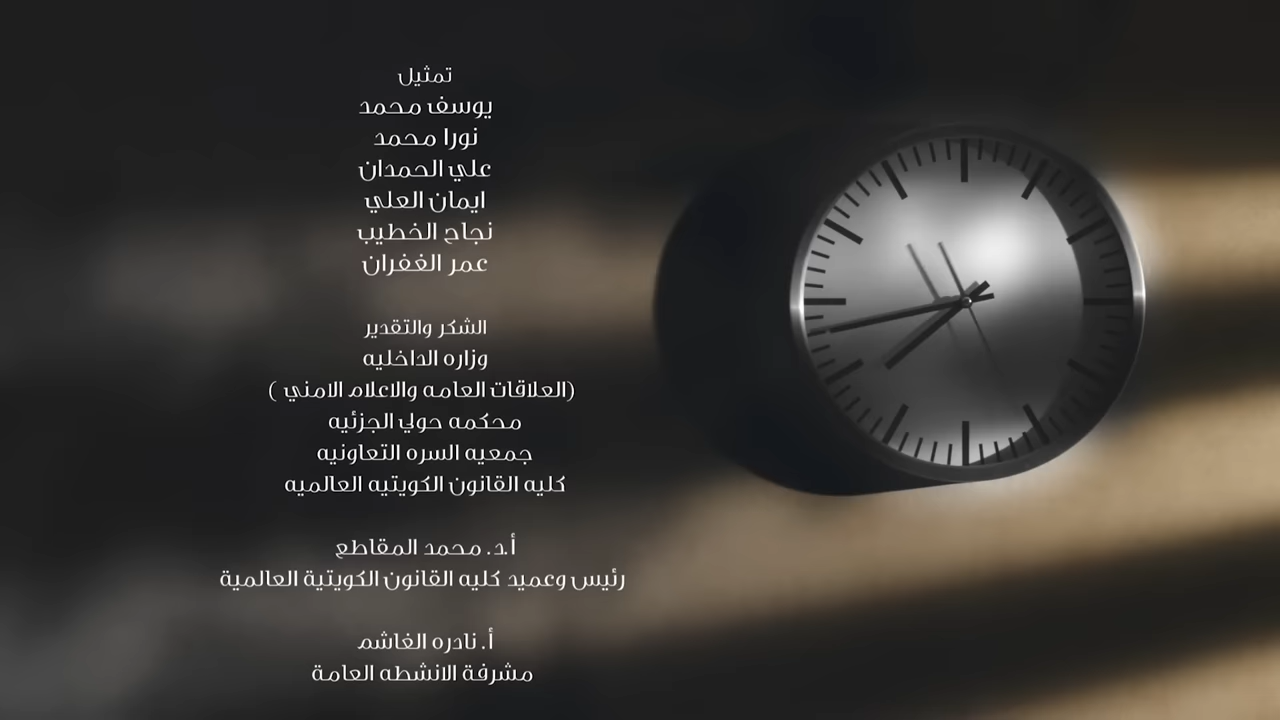 تمثيل
يوسف محمد
نورا محمد
علي الحمدان
ايمان العلي
نجاح الخطيب
عمر الغفران
الشكر والتقدير
وزاره الداخليه
(العلاقات العامه والاعلام الامني )
محكمه حولي الجزئيه
جمعيه السره التعاونيه
كليه القانون الكويتيه العالميه
أ.د. محمد المقاطع
رئيس وعميد كليه القانون الكويتية العالمية
أ. نادره الغاشم
مشرفة الانشطه العامة